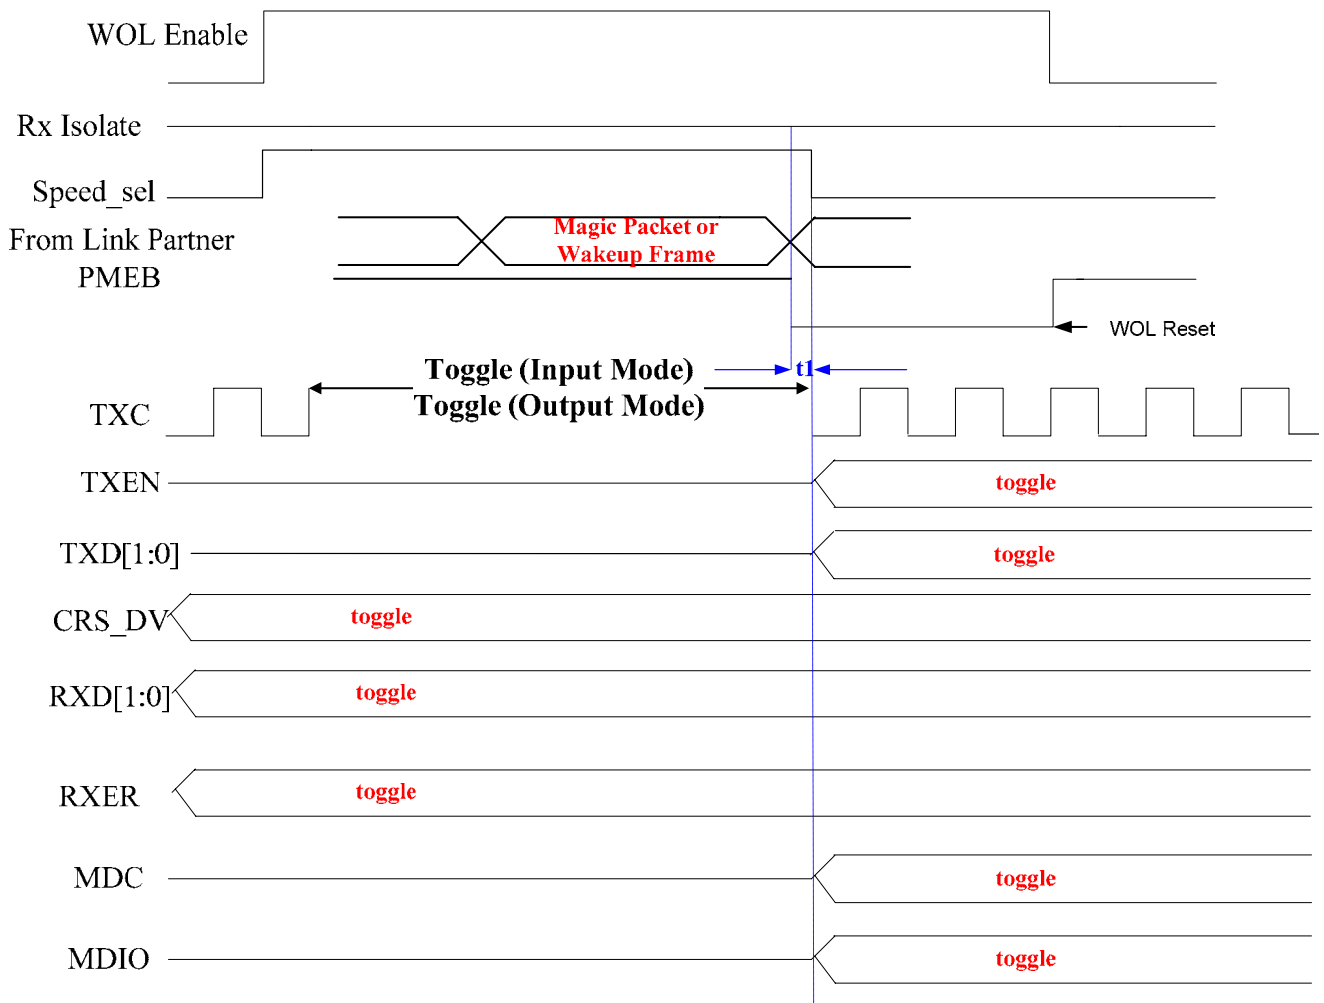 WOL Enable
Rx Isolate
Speed_sel
Magic Packet or
From Link Partner
Wakeup Frame
PMEB
WOL Reset
Toggle (Input Mode)
t1
Toggle (Output Mode)
TXC
TXEN
toggle
TXD[1:0]
toggle
CRS_DV
toggle
RXD[1:0]
toggle
RXER
toggle
MDC
toggle
MDIO
toggle